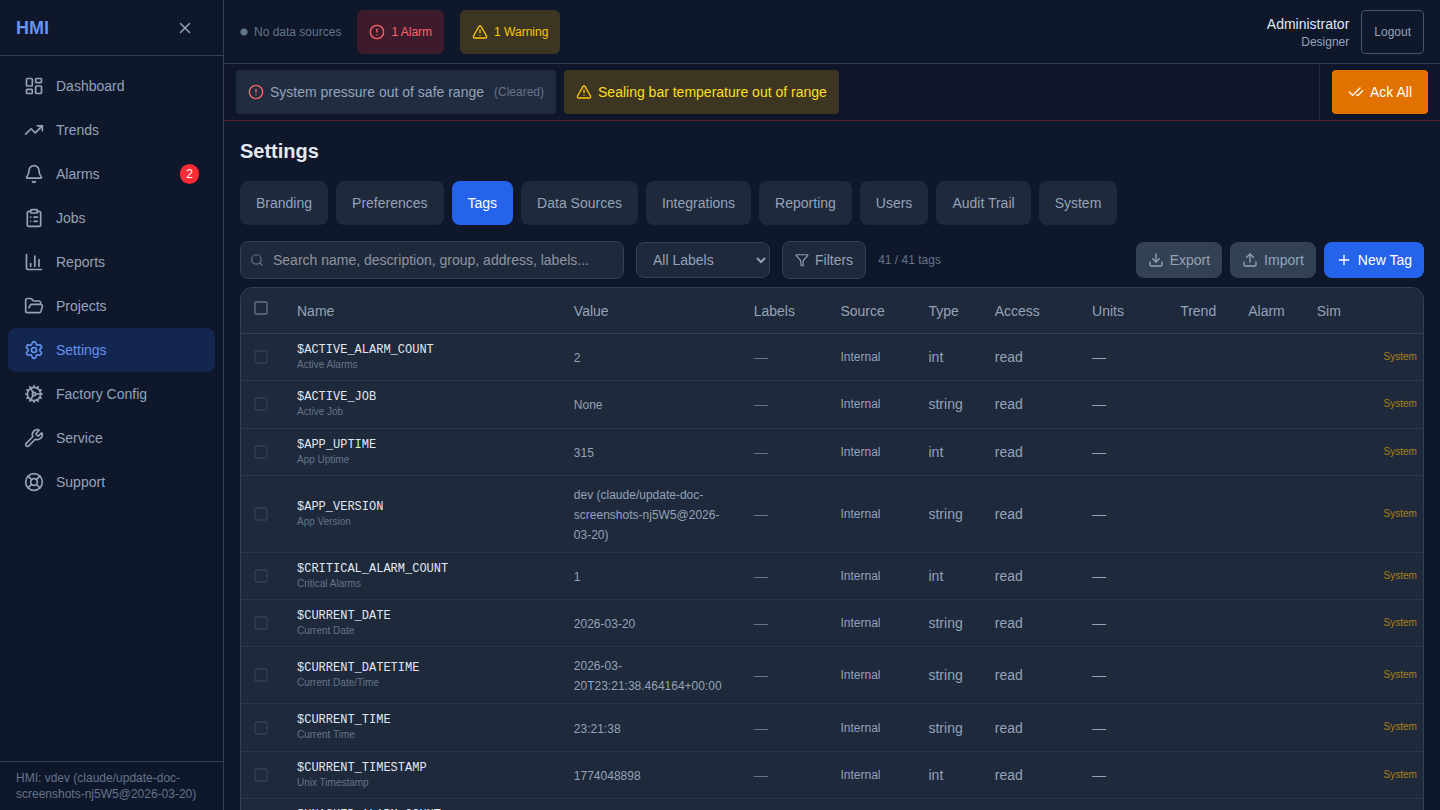 HMI
Dashboard
Trends
Alarms
2
Jobs
Reports
Projects
Settings
Factory Config
Service
Support
HMI: vdev (claude/update-doc-
screenshots-nj5W5@2026-03-20)
No data sources
1 Alarm
1 Warning
Administrator
Designer
Logout
System pressure out of safe range (Cleared)
Sealing bar temperature out of range
Ack All
Settings
Branding Preferences Tags Data Sources Integrations Reporting Users Audit Trail System
Search name, description, group, address, labels...
All Labels
Filters
41 / 41 tags
Export
Import
New Tag
Name Value Labels Source Type Access Units Trend Alarm Sim
$ACTIVE_ALARM_COUNT
Active Alarms
2 — Internal int read — System
$ACTIVE_JOB
Active Job
None — Internal string read — System
$APP_UPTIME
App Uptime
315 — Internal int read — System
$APP_VERSION
App Version
dev (claude/update-doc-
screenshots-nj5W5@2026-
03-20)
— Internal string read — System
$CRITICAL_ALARM_COUNT
Critical Alarms
1 — Internal int read — System
$CURRENT_DATE
Current Date
2026-03-20 — Internal string read — System
$CURRENT_DATETIME
Current Date/Time
2026-03-
20T23:21:38.464164+00:00
— Internal string read — System
$CURRENT_TIME
Current Time
23:21:38 — Internal string read — System
$CURRENT_TIMESTAMP
Unix Timestamp
1774048898 — Internal int read — System